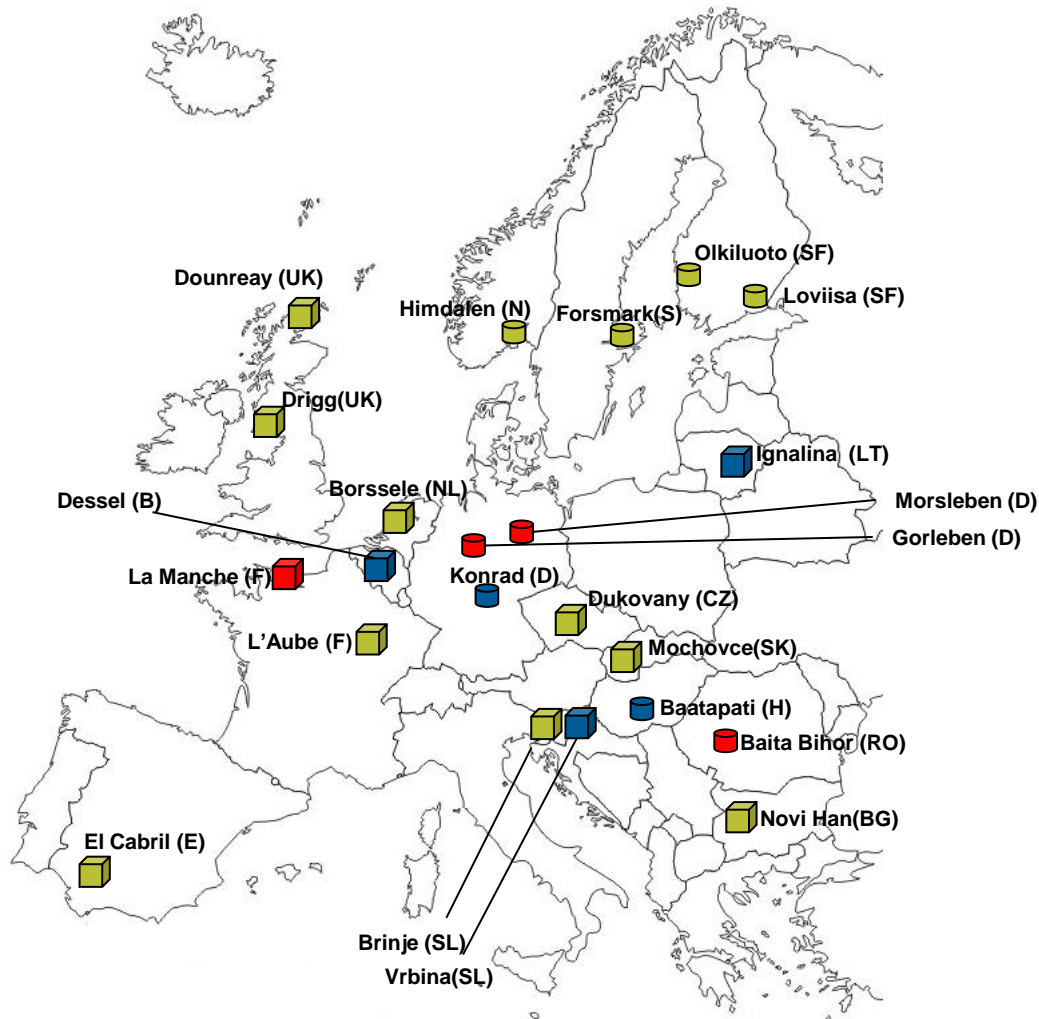 Olkiluoto (SF)
Dounreay (UK)
Loviisa (SF)
Himdalen (N)
Forsmark(S)
Drigg(UK)
Ignalina (LT)
Borssele (NL)
Dessel (B)
Morsleben (D)
Gorleben (D)
La Manche (F)
Konrad (D)
Dukovany (CZ)
L'Aube (F)
Mochovce(SK)
Baatapati (H)
Baita Bihor (RO)
Novi Han(BG)
El Cabril (E)
Brinje (SL)
Vrbina(SL)